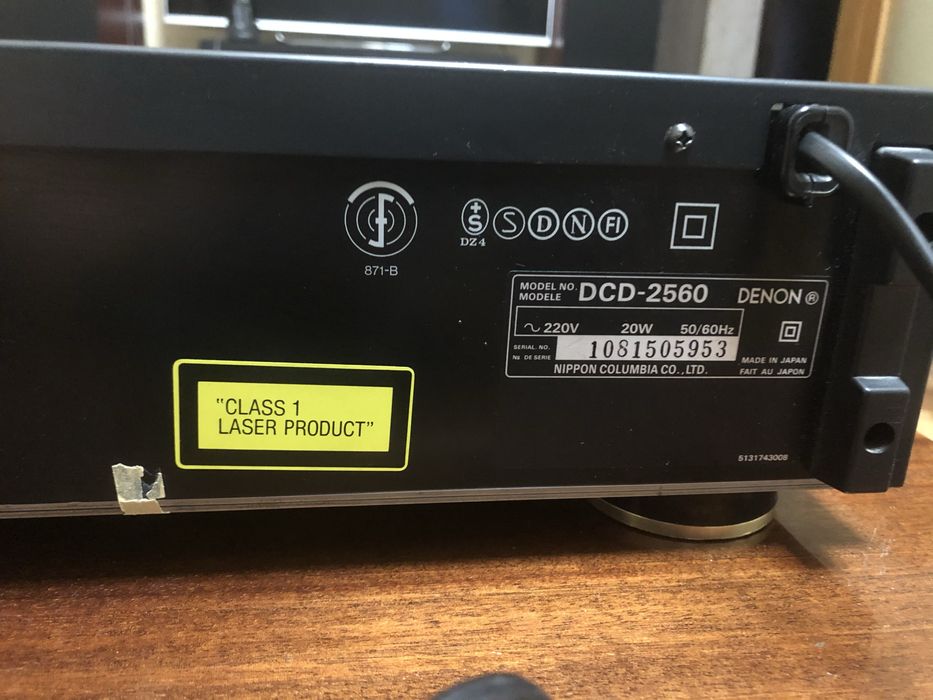 871-B
+S
DZ4
S D N FI
MODEL NO. DCD-2560 DENON®
MODELE
~ 220V 20W 50/60Hz
SERIAL. NO. 1081505953
No DE SERIE
MADE IN JAPAN
NIPPON COLUMBIA CO., LTD. FAIT AU JAPON
"CLASS 1
LASER PRODUCT"
5131743008